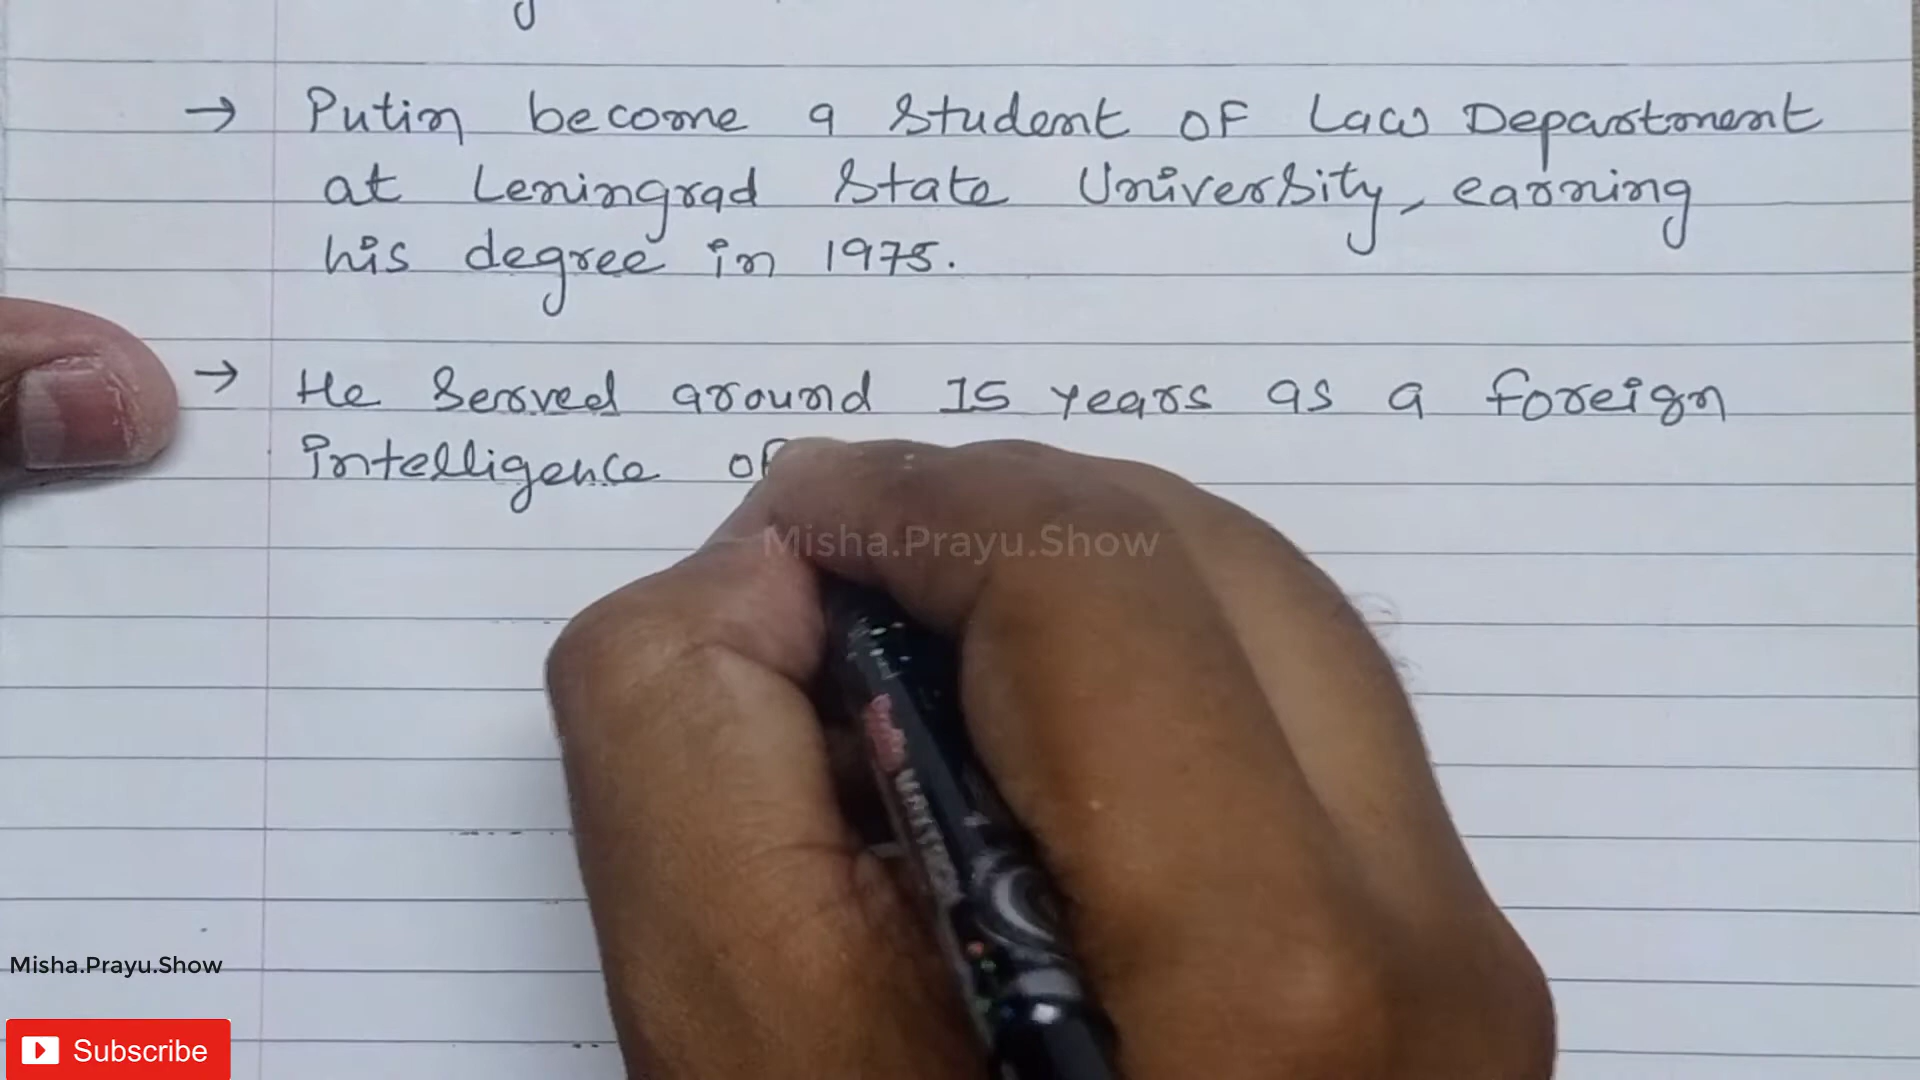 → Putin become a student of Law Department
at Leningrad State University, earning
his degree in 1975.
→ He served around 15 years as a foreign
intelligence of
Misha.Prayu.Show
Misha.Prayu.Show
Subscribe